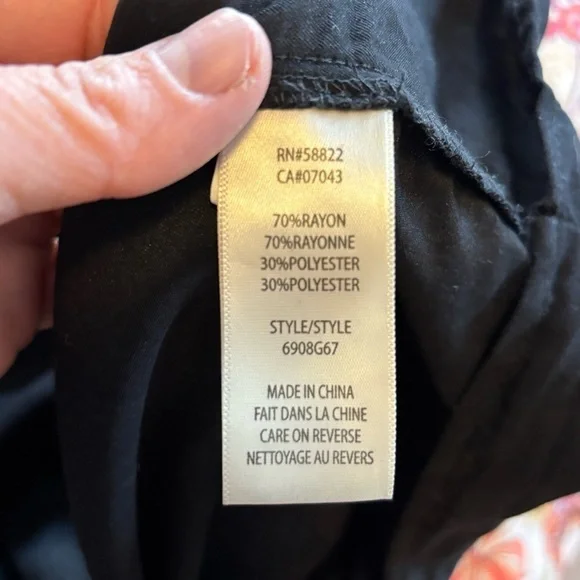 RN#58822
CA#07043
70%RAYON
70%RAYONNE
30%POLYESTER
30%POLYESTER
STYLE/STYLE
6908G67
MADE IN CHINA
FAIT DANS LA CHINE
CARE ON REVERSE
NETTOYAGE AU REVERS